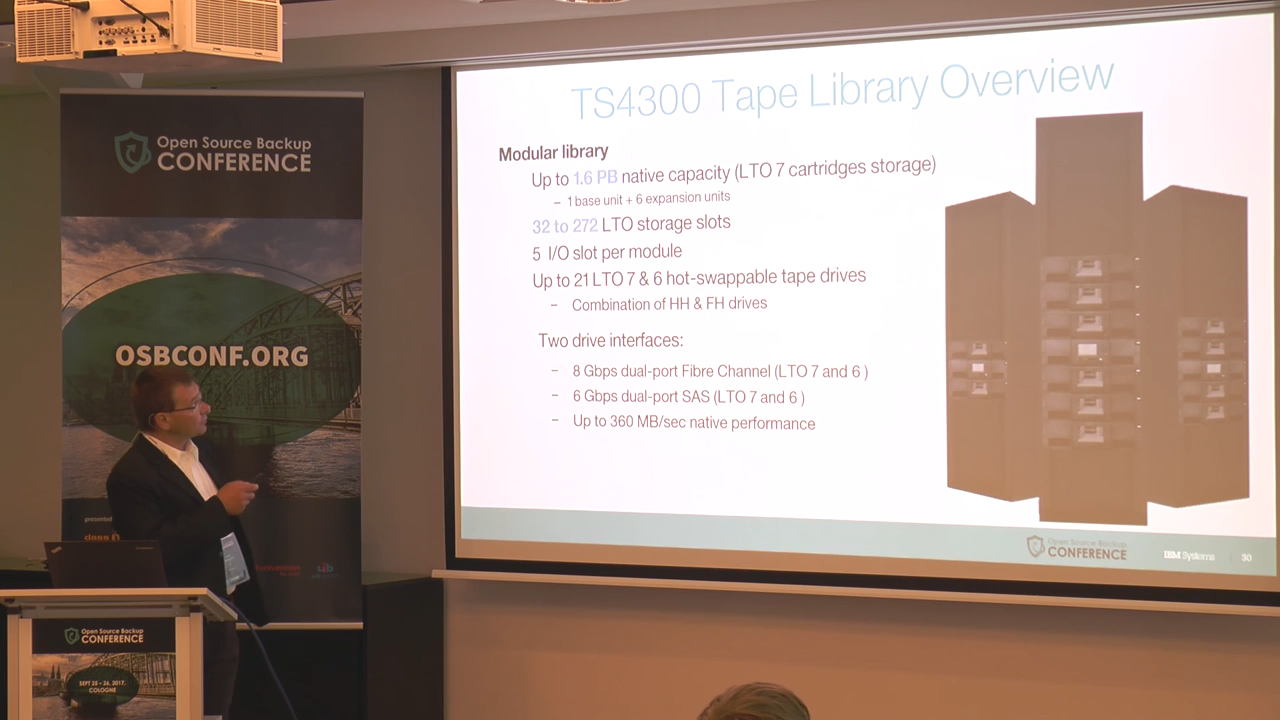 Open Source Backup
CONFERENCE
OSBCONF.ORG
presented
Open Source Backup
CONFERENCE
SEPT 25 – 26, 2017,
COLOGNE
TS4300 Tape Library Overview
Modular library
Up to 1.6 PB native capacity (LTO 7 cartridges storage)
– 1 base unit + 6 expansion units
32 to 272 LTO storage slots
5 I/O slot per module
Up to 21 LTO 7 & 6 hot-swappable tape drives
– Combination of HH & FH drives
Two drive interfaces:
– 8 Gbps dual-port Fibre Channel (LTO 7 and 6 )
– 6 Gbps dual-port SAS (LTO 7 and 6 )
– Up to 360 MB/sec native performance
Open Source Backup
CONFERENCE
IBM Systems
30